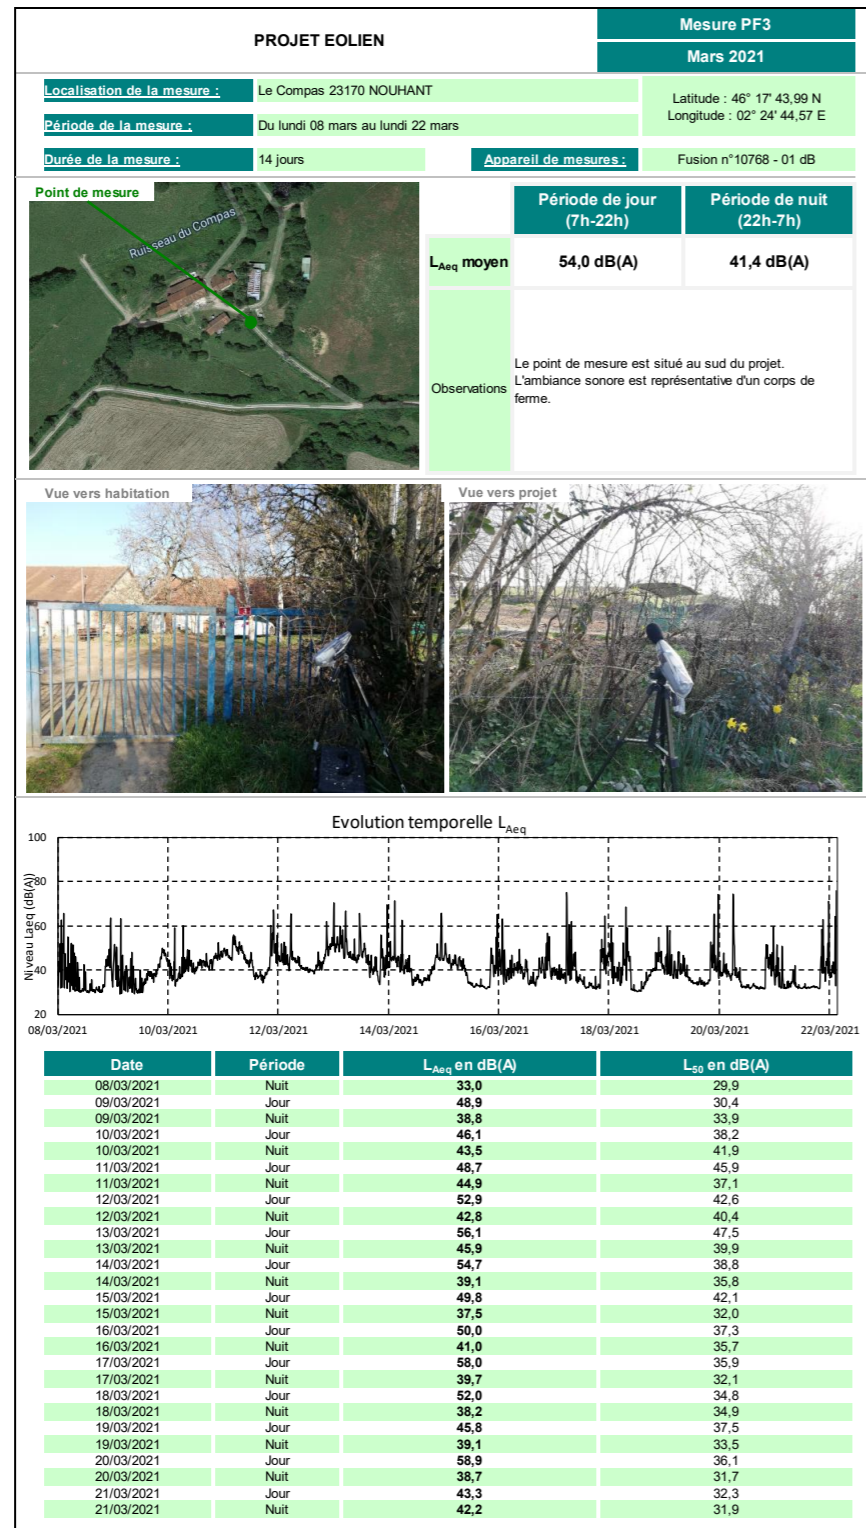 PROJET EOLIEN
Mesure PF3
Mars 2021
Localisation de la mesure :
Le Compas 23170 NOUHANT
Latitude : 46° 17' 43,99 N
Longitude : 02° 24' 44,57 E
Période de la mesure :
Du lundi 08 mars au lundi 22 mars
Durée de la mesure :
14 jours
Appareil de mesures :
Fusion n°10768 - 01 dB
Point de mesure
Ruisseau du Compas
Période de jour
(7h-22h)
Période de nuit
(22h-7h)
LAeq moyen
54,0 dB(A)
41,4 dB(A)
Observations
Le point de mesure est situé au sud du projet.
L'ambiance sonore est représentative d'un corps de
ferme.
Vue vers habitation
Vue vers projet
3
Evolution temporelle LAeq
Niveau Laeq (dB(A))
100
80
60
40
20
08/03/2021 10/03/2021 12/03/2021 14/03/2021 16/03/2021 18/03/2021 20/03/2021 22/03/2021
Date Période LAeq en dB(A) L50 en dB(A)
08/03/2021 Nuit 33,0 29,9
09/03/2021 Jour 48,9 30,4
09/03/2021 Nuit 38,8 33,9
10/03/2021 Jour 46,1 38,2
10/03/2021 Nuit 43,5 41,9
11/03/2021 Jour 48,7 45,9
11/03/2021 Nuit 44,9 37,1
12/03/2021 Jour 52,9 42,6
12/03/2021 Nuit 42,8 40,4
13/03/2021 Jour 56,1 47,5
13/03/2021 Nuit 45,9 39,9
14/03/2021 Jour 54,7 38,8
14/03/2021 Nuit 39,1 35,8
15/03/2021 Jour 49,8 42,1
15/03/2021 Nuit 37,5 32,0
16/03/2021 Jour 50,0 37,3
16/03/2021 Nuit 41,0 35,7
17/03/2021 Jour 58,0 35,9
17/03/2021 Nuit 39,7 32,1
18/03/2021 Jour 52,0 34,8
18/03/2021 Nuit 38,2 34,9
19/03/2021 Jour 45,8 37,5
19/03/2021 Nuit 39,1 33,5
20/03/2021 Jour 58,9 36,1
20/03/2021 Nuit 38,7 31,7
21/03/2021 Jour 43,3 32,3
21/03/2021 Nuit 42,2 31,9